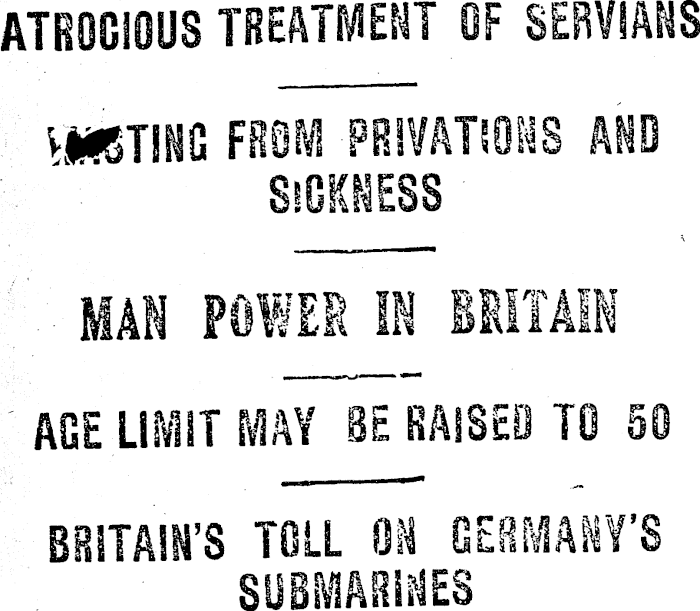 ATROCIOUS TREATMENT OF SERVIANS
FROM PRIVATIONS AND
SICKNESS
MAN POWER IN BRITAIN
AGE LIMIT MAY BE RAISED TO 50
BRITAIN'S TOLL ON GERMANY'S
SUBMARINES